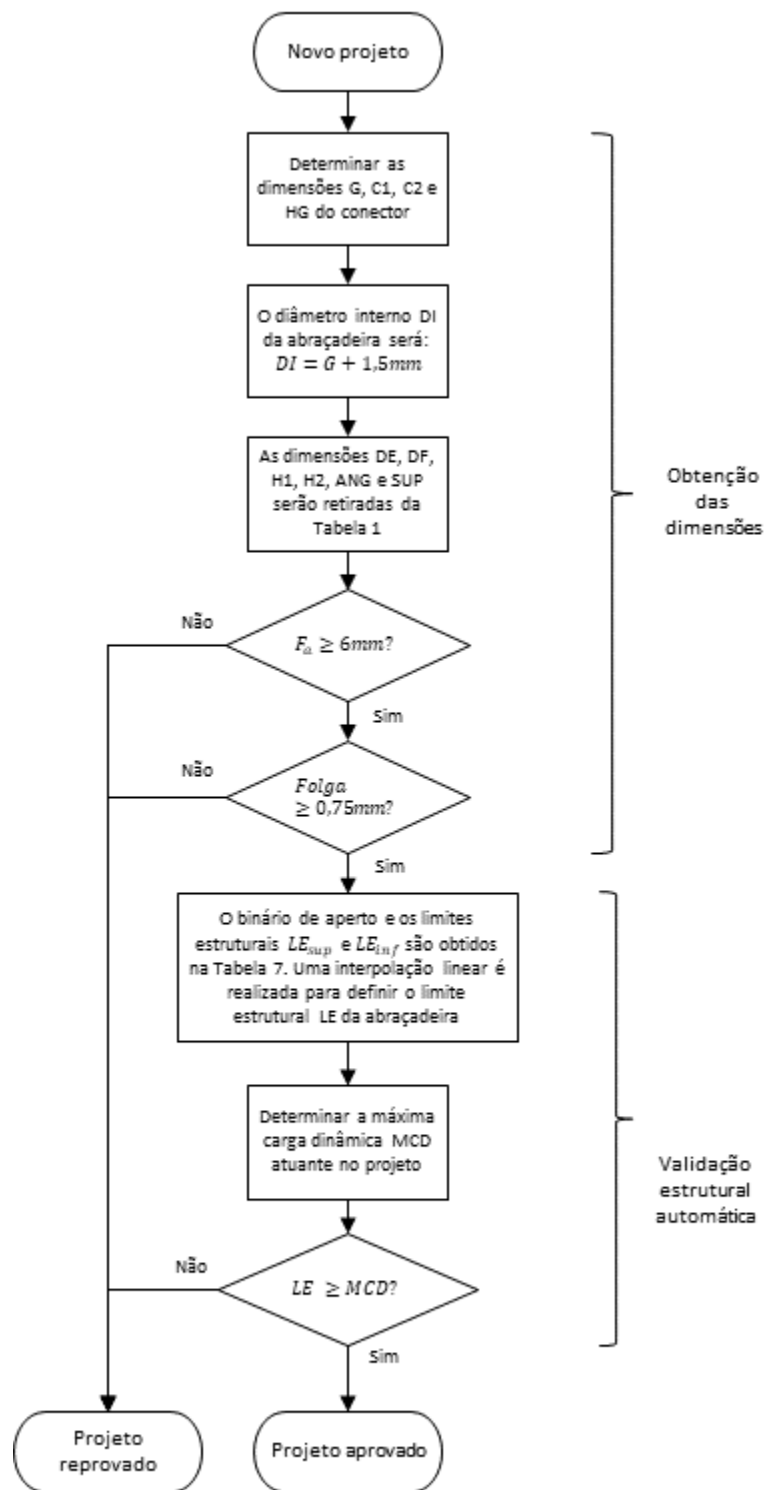 Novo projeto
Determinar as
dimensões G, C1, C2 e
HG do conector
O diâmetro interno DI
da abraçadeira será:
DI = G + 1,5mm
As dimensões DE, DF,
H1, H2, ANG e SUP
serão retiradas da
Tabela 1
Obtenção
das
dimensões
Não
Fₐ ≥ 6mm?
Sim
Não
Folga
≥ 0,75mm?
Sim
O binário de aperto e os limites
estruturais LE_sup e LE_inf são obtidos
na Tabela 7. Uma interpolação linear é
realizada para definir o limite
estrutural LE da abraçadeira
Determinar a máxima
carga dinâmica MCD
atuante no projeto
Validação
estrutural
automática
Não
LE ≥ MCD?
Sim
Projeto
reprovado
Projeto aprovado